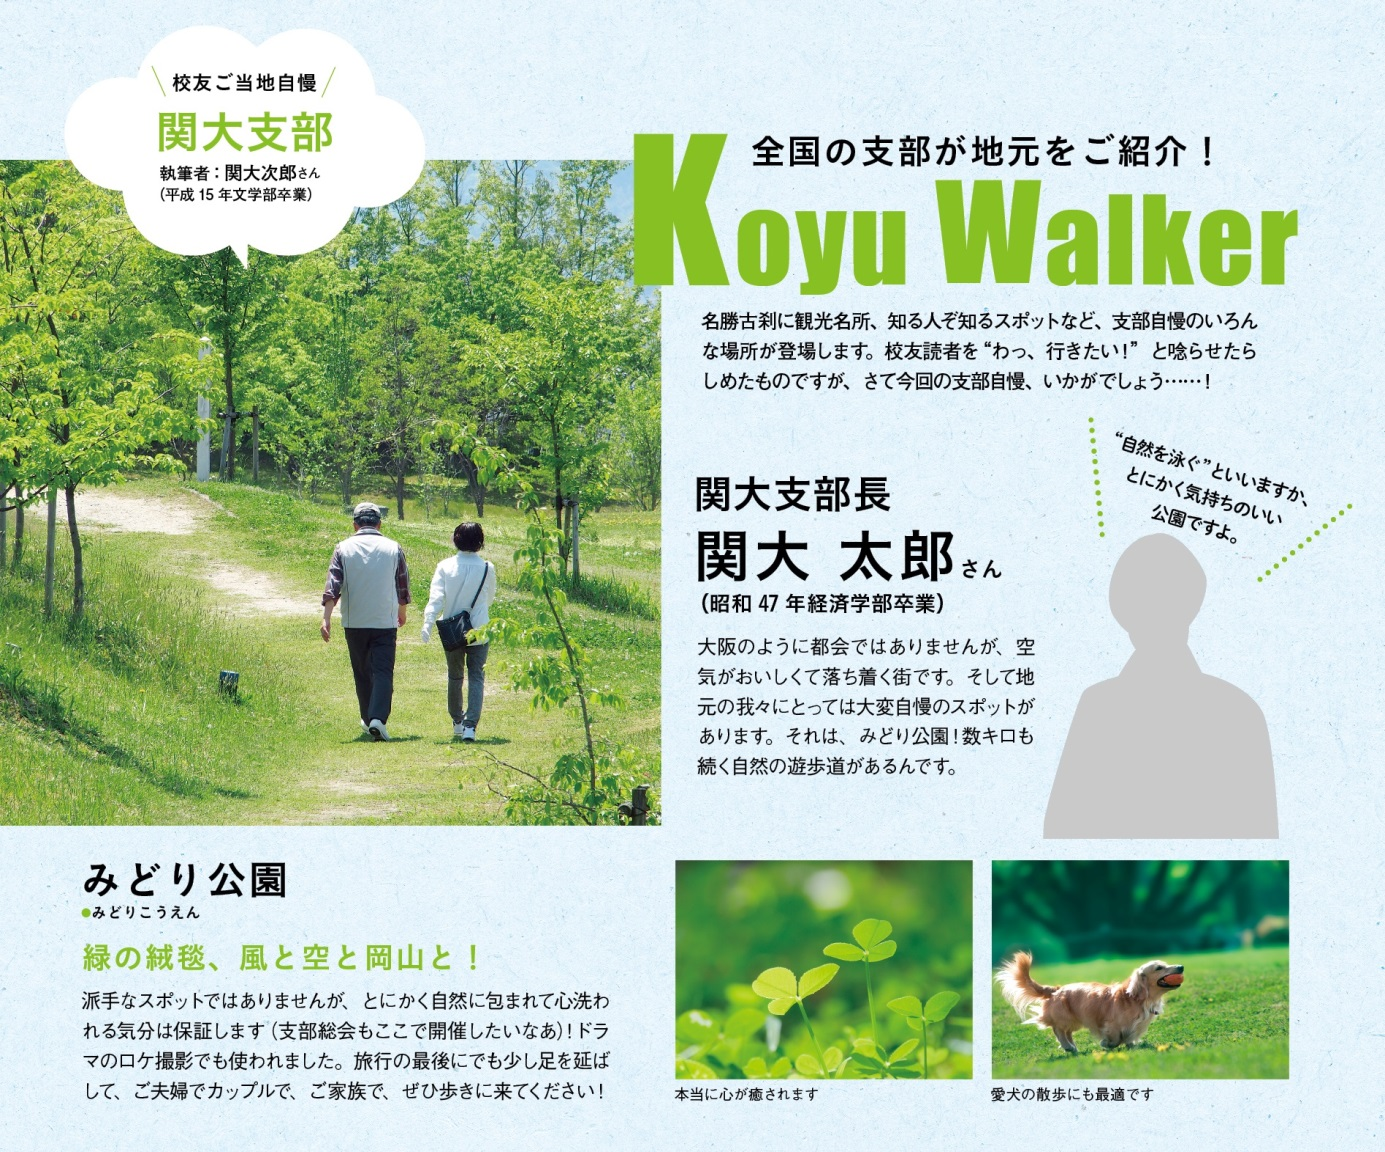 校友ご当地自慢
関大支部
執筆者：関大次郎さん
(平成15年文学部卒業)
全国の支部が地元をご紹介！
Koyu Walker
名勝古刹に観光名所、知る人ぞ知るスポットなど、支部自慢のいろん
な場所が登場します。校友読者を“わっ、行きたい！”と唸らせたら
しめたものですが、さて今回の支部自慢、いかがでしょう……！
“自然を泳ぐ”といいますか、
とにかく気持ちのいい
公園ですよ。
関大支部長
関大 太郎さん
(昭和47年経済学部卒業)
大阪のように都会ではありませんが、空
気がおいしくて落ち着く街です。そして地
元の我々にとっては大変自慢のスポットが
あります。それは、みどり公園！数キロも
続く自然の遊歩道があるんです。
みどり公園
●みどりこうえん
緑の絨毯、風と空と岡山と！
派手なスポットではありませんが、とにかく自然に包まれて心洗わ
れる気分は保証します（支部総会もここで開催したいなあ）！ドラ
マのロケ撮影でも使われました。旅行の最後にでも少し足を延ば
して、ご夫婦でカップルで、ご家族で、ぜひ歩きに来てください！
本当に心が癒されます
愛犬の散歩にも最適です